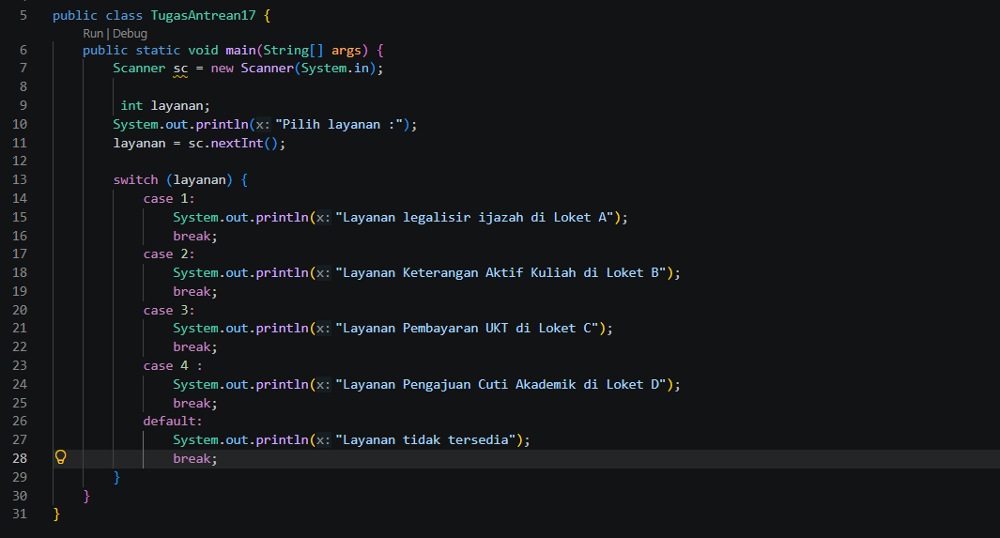 5 public class TugasAntrean17 {
Run | Debug
6 public static void main(String[] args) {
7 Scanner sc = new Scanner(System.in);
8
9 int layanan;
10 System.out.println(x: "Pilih layanan :");
11 layanan = sc.nextInt();
12
13 switch (layanan) {
14 case 1:
15 System.out.println(x: "Layanan legalisir ijazah di Loket A");
16 break;
17 case 2:
18 System.out.println(x: "Layanan Keterangan Aktif Kuliah di Loket B");
19 break;
20 case 3:
21 System.out.println(x: "Layanan Pembayaran UKT di Loket C");
22 break;
23 case 4 :
24 System.out.println(x: "Layanan Pengajuan Cuti Akademik di Loket D");
25 break;
26 default:
27 System.out.println(x: "Layanan tidak tersedia");
28 break;
29 }
30 }
31 }